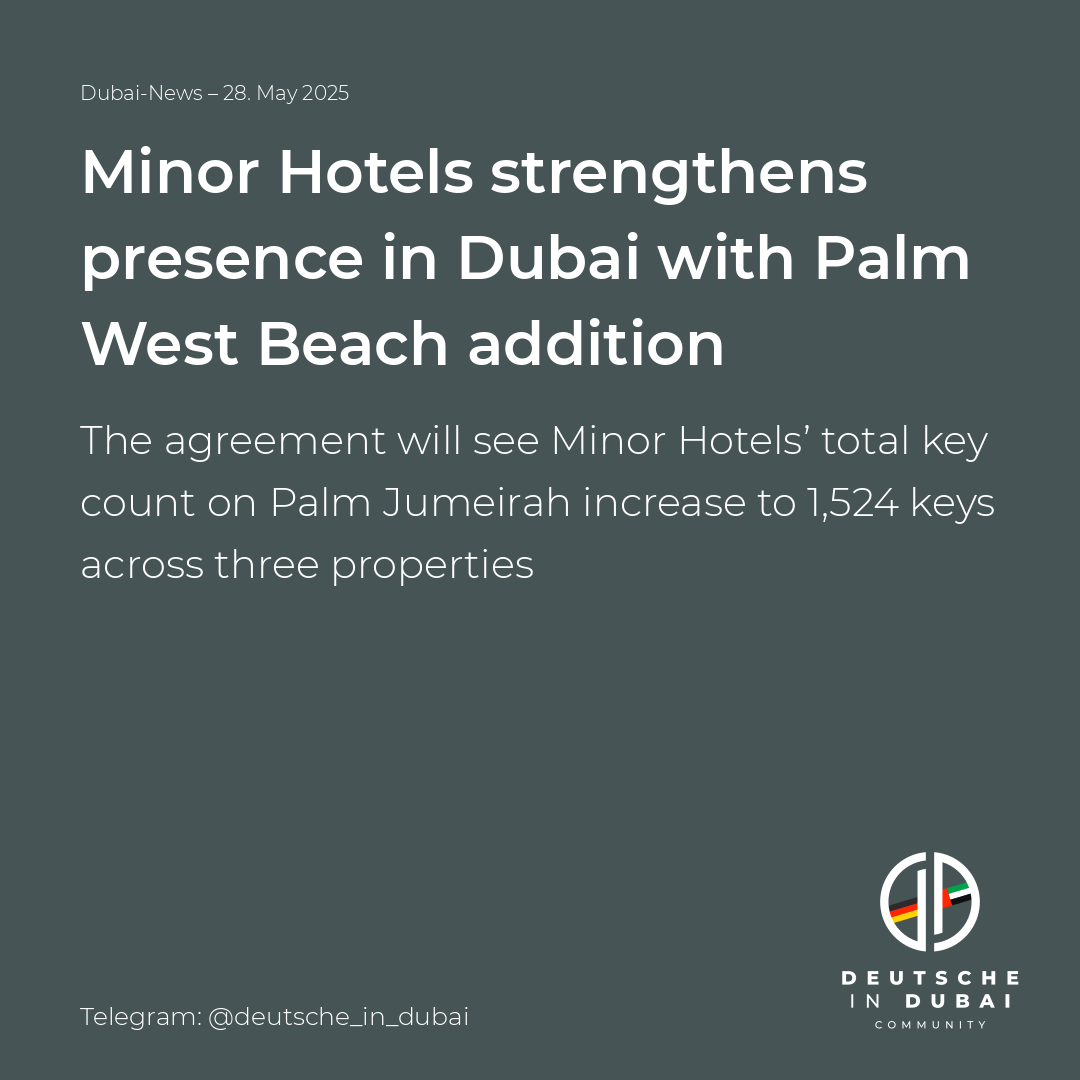 Dubai-News – 28. May 2025
Minor Hotels strengthens
presence in Dubai with Palm
West Beach addition
The agreement will see Minor Hotels’ total key
count on Palm Jumeirah increase to 1,524 keys
across three properties
DEUTSCHE
IN DUBAI
COMMUNITY
Telegram: @deutsche_in_dubai